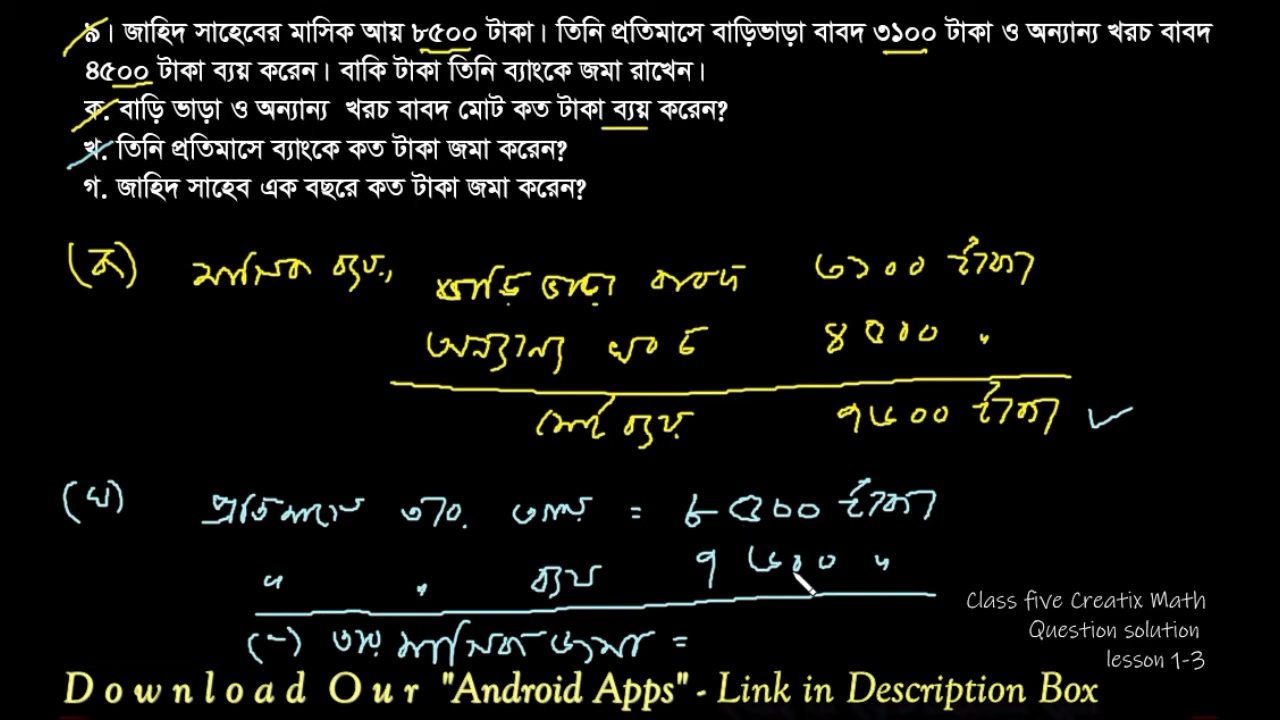 ৯। জাহিদ সাহেবের মাসিক আয় ৮৫০০ টাকা। তিনি প্রতিমাসে বাড়িভাড়া বাবদ ৩১০০ টাকা ও অন্যান্য খরচ বাবদ
৪৫০০ টাকা ব্যয় করেন। বাকি টাকা তিনি ব্যাংকে জমা রাখেন।
ক. বাড়ি ভাড়া ও অন্যান্য খরচ বাবদ মোট কত টাকা ব্যয় করেন?
খ. তিনি প্রতিমাসে ব্যাংকে কত টাকা জমা করেন?
গ. জাহিদ সাহেব এক বছরে কত টাকা জমা করেন?
(ক) মাসিক ব্যয়, বাড়ি ভাড়া বাবদ ৩১০০ টাকা
অন্যান্য খরচ ৪৫০০ "
মোট ব্যয় ৭৬০০ টাকা
(খ) প্রতিমাসে আয় = ৮৫০০ টাকা
" " ব্যয় ৭৬০০ "
(-) তার মাসিক জমা =
Class five Creatix Math
Question solution
lesson 1-3
Download Our "Android Apps" - Link in Description Box